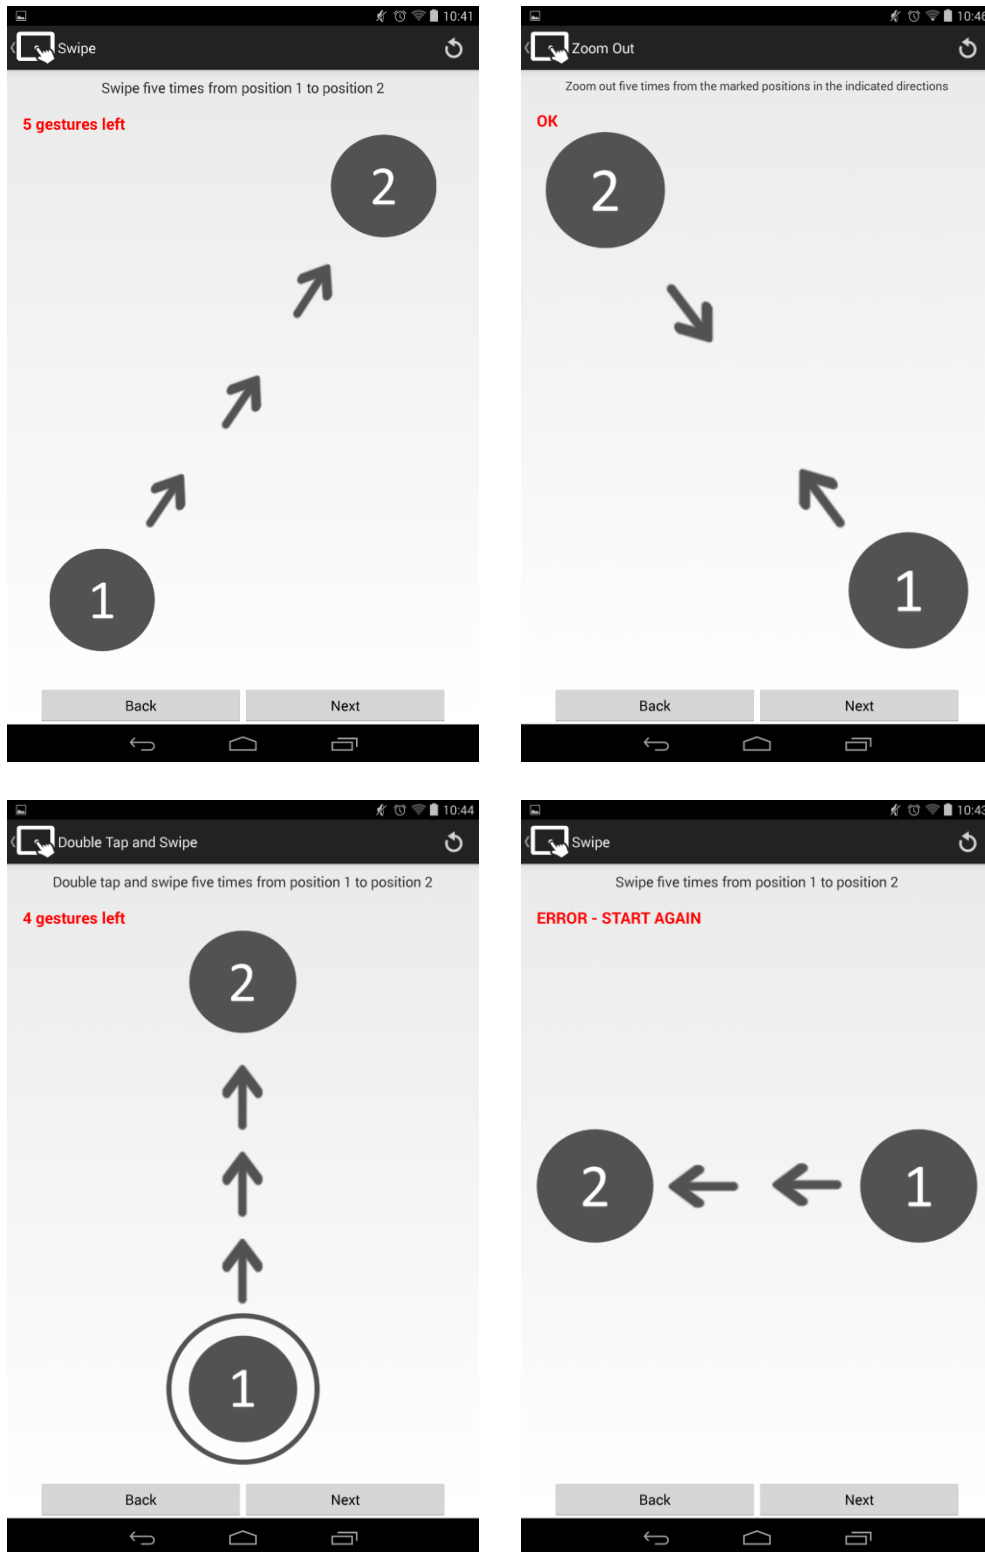 10:41
Swipe
Swipe five times from position 1 to position 2
5 gestures left
2
1
Back Next
10:46
Zoom Out
Zoom out five times from the marked positions in the indicated directions
OK
2
1
Back Next
10:44
Double Tap and Swipe
Double tap and swipe five times from position 1 to position 2
4 gestures left
2
1
Back Next
10:43
Swipe
Swipe five times from position 1 to position 2
ERROR - START AGAIN
2 1
Back Next